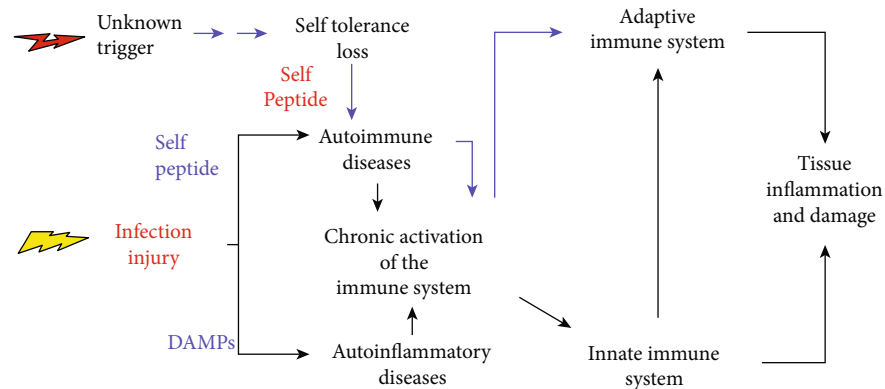 Unknown
trigger
Self tolerance
loss
Adaptive
immune system
Self
Peptide
Self
peptide
Autoimmune
diseases
Tissue
inflammation
and damage
Infection
injury
Chronic activation
of the
immune system
DAMPs
Autoinflammatory
diseases
Innate immune
system